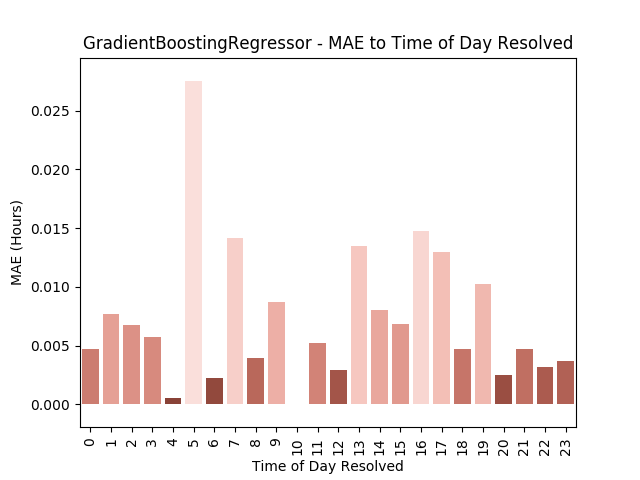 GradientBoostingRegressor - MAE to Time of Day Resolved
MAE (Hours)
0.025
0.020
0.015
0.010
0.005
0.000
0 1 2 3 4 5 6 7 8 9 10 11 12 13 14 15 16 17 18 19 20 21 22 23
Time of Day Resolved